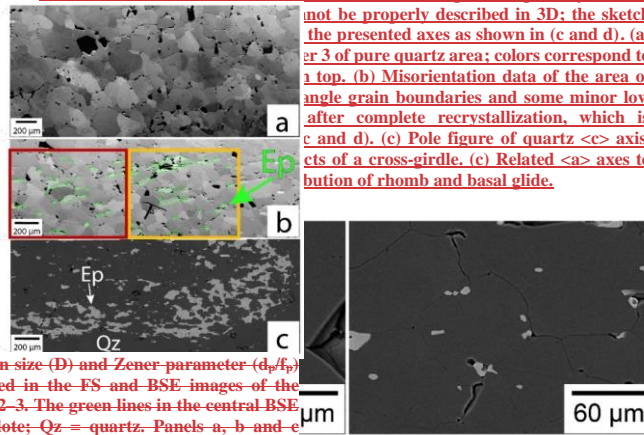 not be properly described in 3D; the sketch
the presented axes as shown in (c and d). (a
er 3 of pure quartz area; colors correspond to
top. (b) Misorientation data of the area of
angle grain boundaries and some minor low
after complete recrystallization, which is
c and d). (c) Pole figure of quartz <c> axis
cts of a cross-girdle. (c) Related <a> axes to
bution of rhomb and basal glide.
200 µm
a
Ep
200 µm
b
Ep
Qz
200 µm
c
n size (D) and Zener parameter (dp/fp)
ed in the FS and BSE images of the
2–3. The green lines in the central BSE
lote; Qz = quartz. Panels a, b and c
µm
60 µm